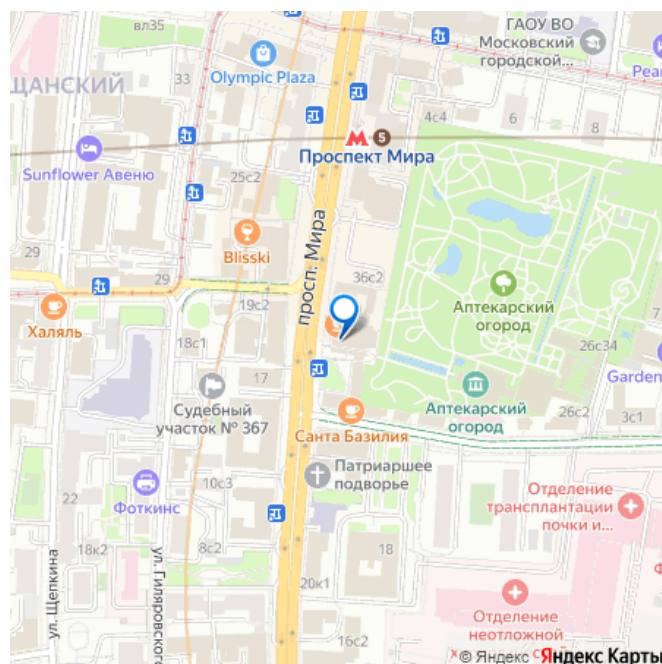 вл35
ГАОУ ВО
Московский
городской...
ЩАНСКИЙ
33
Olympic Plaza
Pear
4с4
6
8
5
Проспект Мира
Sunflower Авеню
25с2
просп. Мира
Blisski
29
29
36с2
Аптекарский
огород
19с2
Халяль
18с1
26с34
17
Garden
Судебный
участок № 367
Аптекарский
огород
26с2
3с1
Санта Базилия
Патриаршее
подворье
Отделение
трансплантации
почки и...
22
Фоткинс
10с3
18к2
8с2
18
ул. Щепкина
ул. Гиляровского
20к1
Отделение
неотложной
16с2
© Яндекс Яндекс Карты